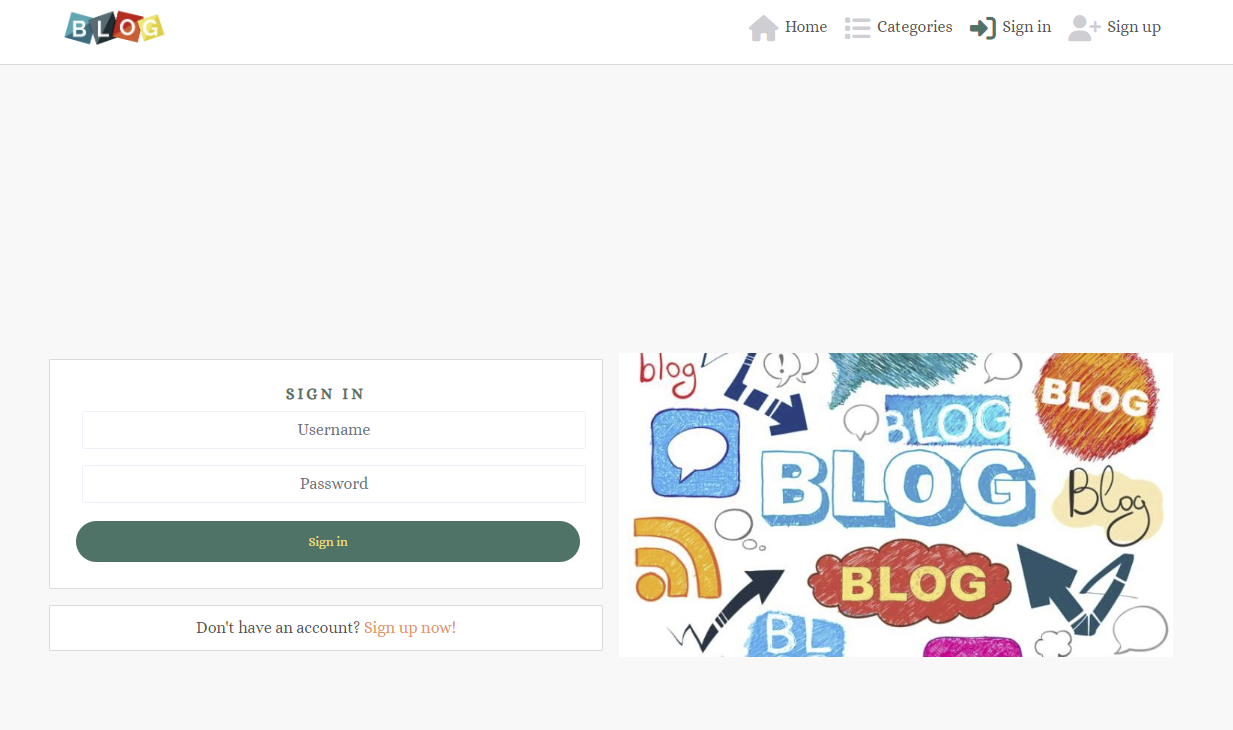 BLOG
Home
Categories
Sign in
Sign up
SIGN IN
Username
Password
Sign in
Don't have an account? Sign up now!
blog
BLOG
BLOG
BLOG
Blog
BLOG
BL